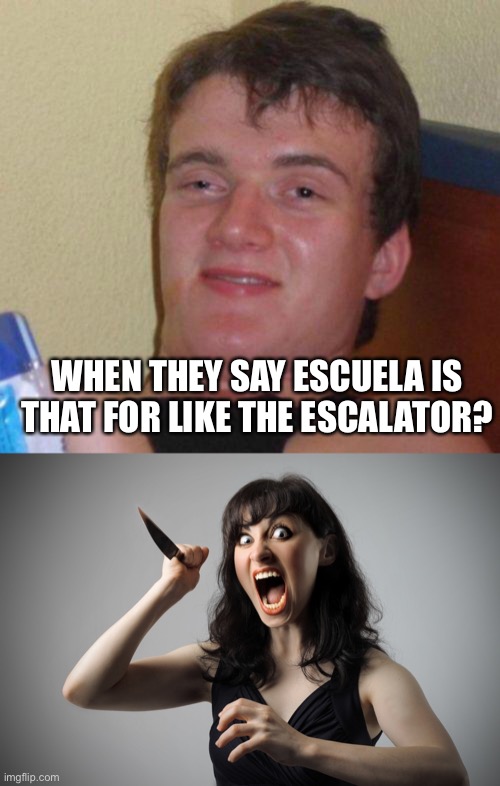 WHEN THEY SAY ESCUELA IS
THAT FOR LIKE THE ESCALATOR?
imgflip.com